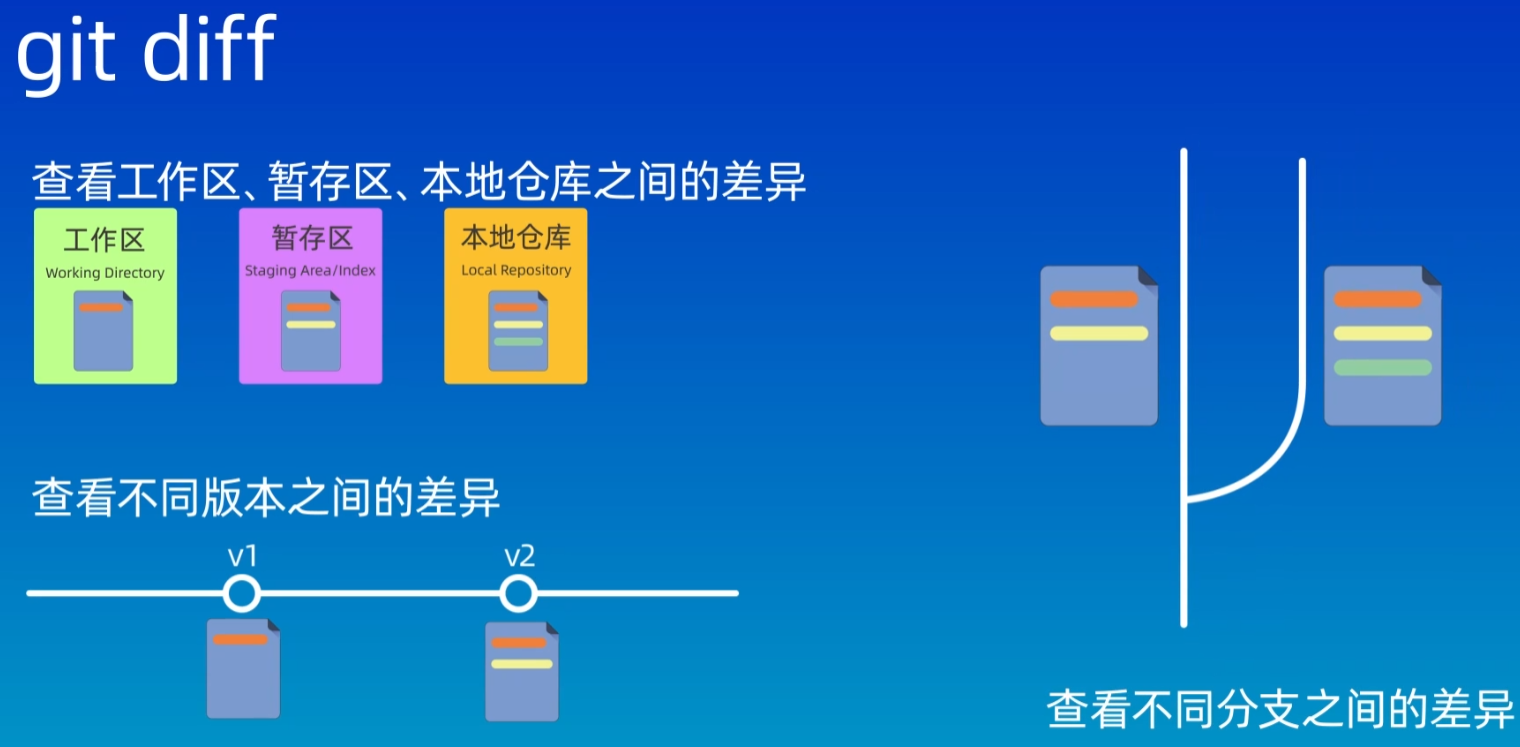 git diff
查看工作区、暂存区、本地仓库之间的差异
工作区
Working Directory
暂存区
Staging Area/Index
本地仓库
Local Repository
查看不同版本之间的差异
v1
v2
查看不同分支之间的差异